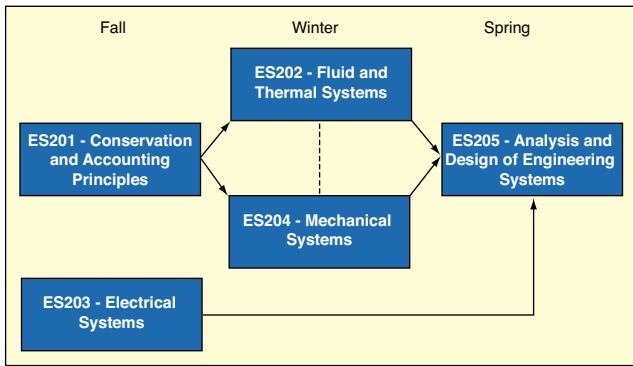 Fall
Winter
Spring
ES202 - Fluid and
Thermal Systems
ES201 - Conservation
and Accounting
Principles
ES205 - Analysis and
Design of Engineering
Systems
ES204 - Mechanical
Systems
ES203 - Electrical
Systems